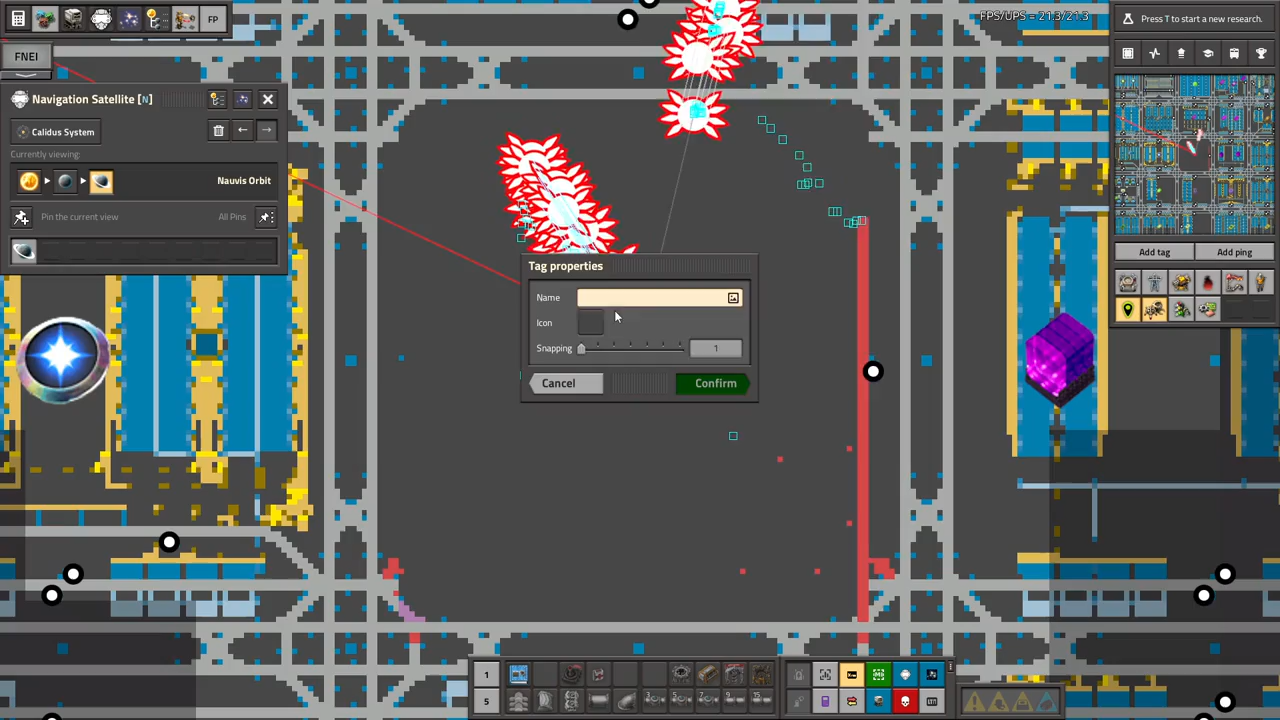 FP
FPS/UPS = 21.3/21.3
Press T to start a new research.
FNEI
Navigation Satellite [N]
Calidus System
Currently viewing:
Nauvis Orbit
Pin the current view
All Pins
Tag properties
Name
Icon
Snapping
1
Cancel
Confirm
Add tag
Add ping
1
5